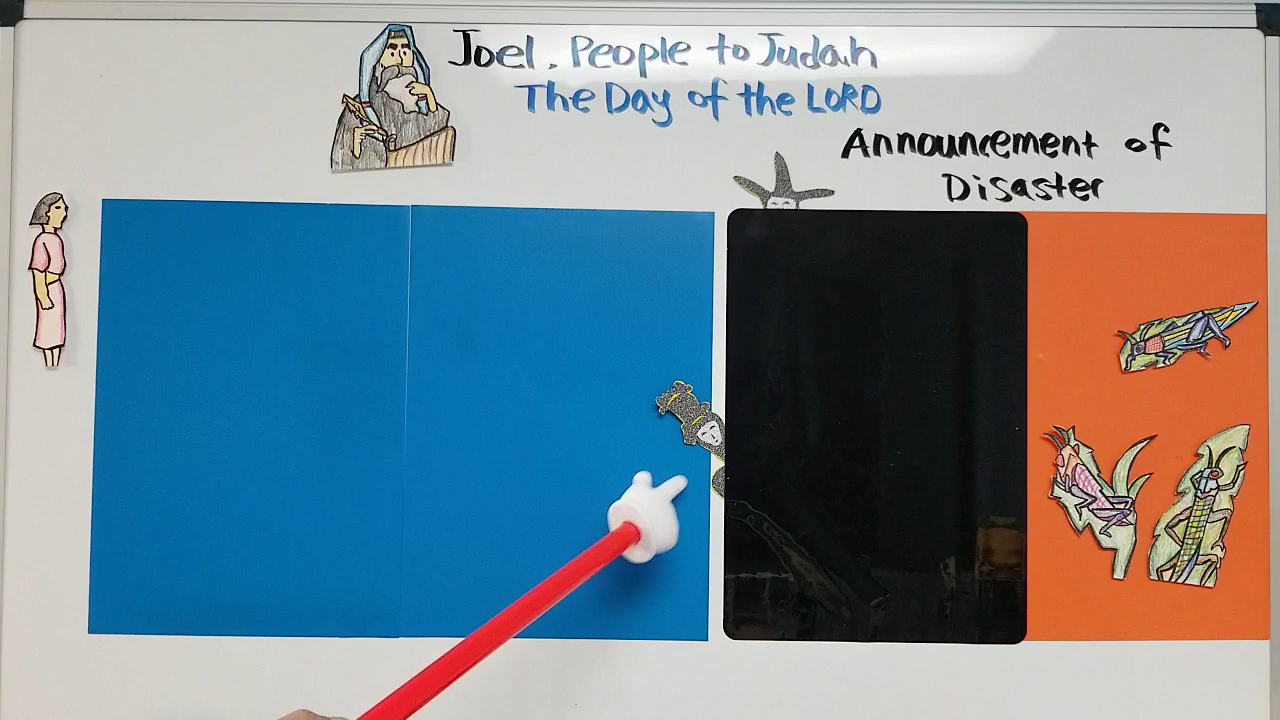 Joel, People to Judah
The Day of the LORD
Announcement of
Disaster